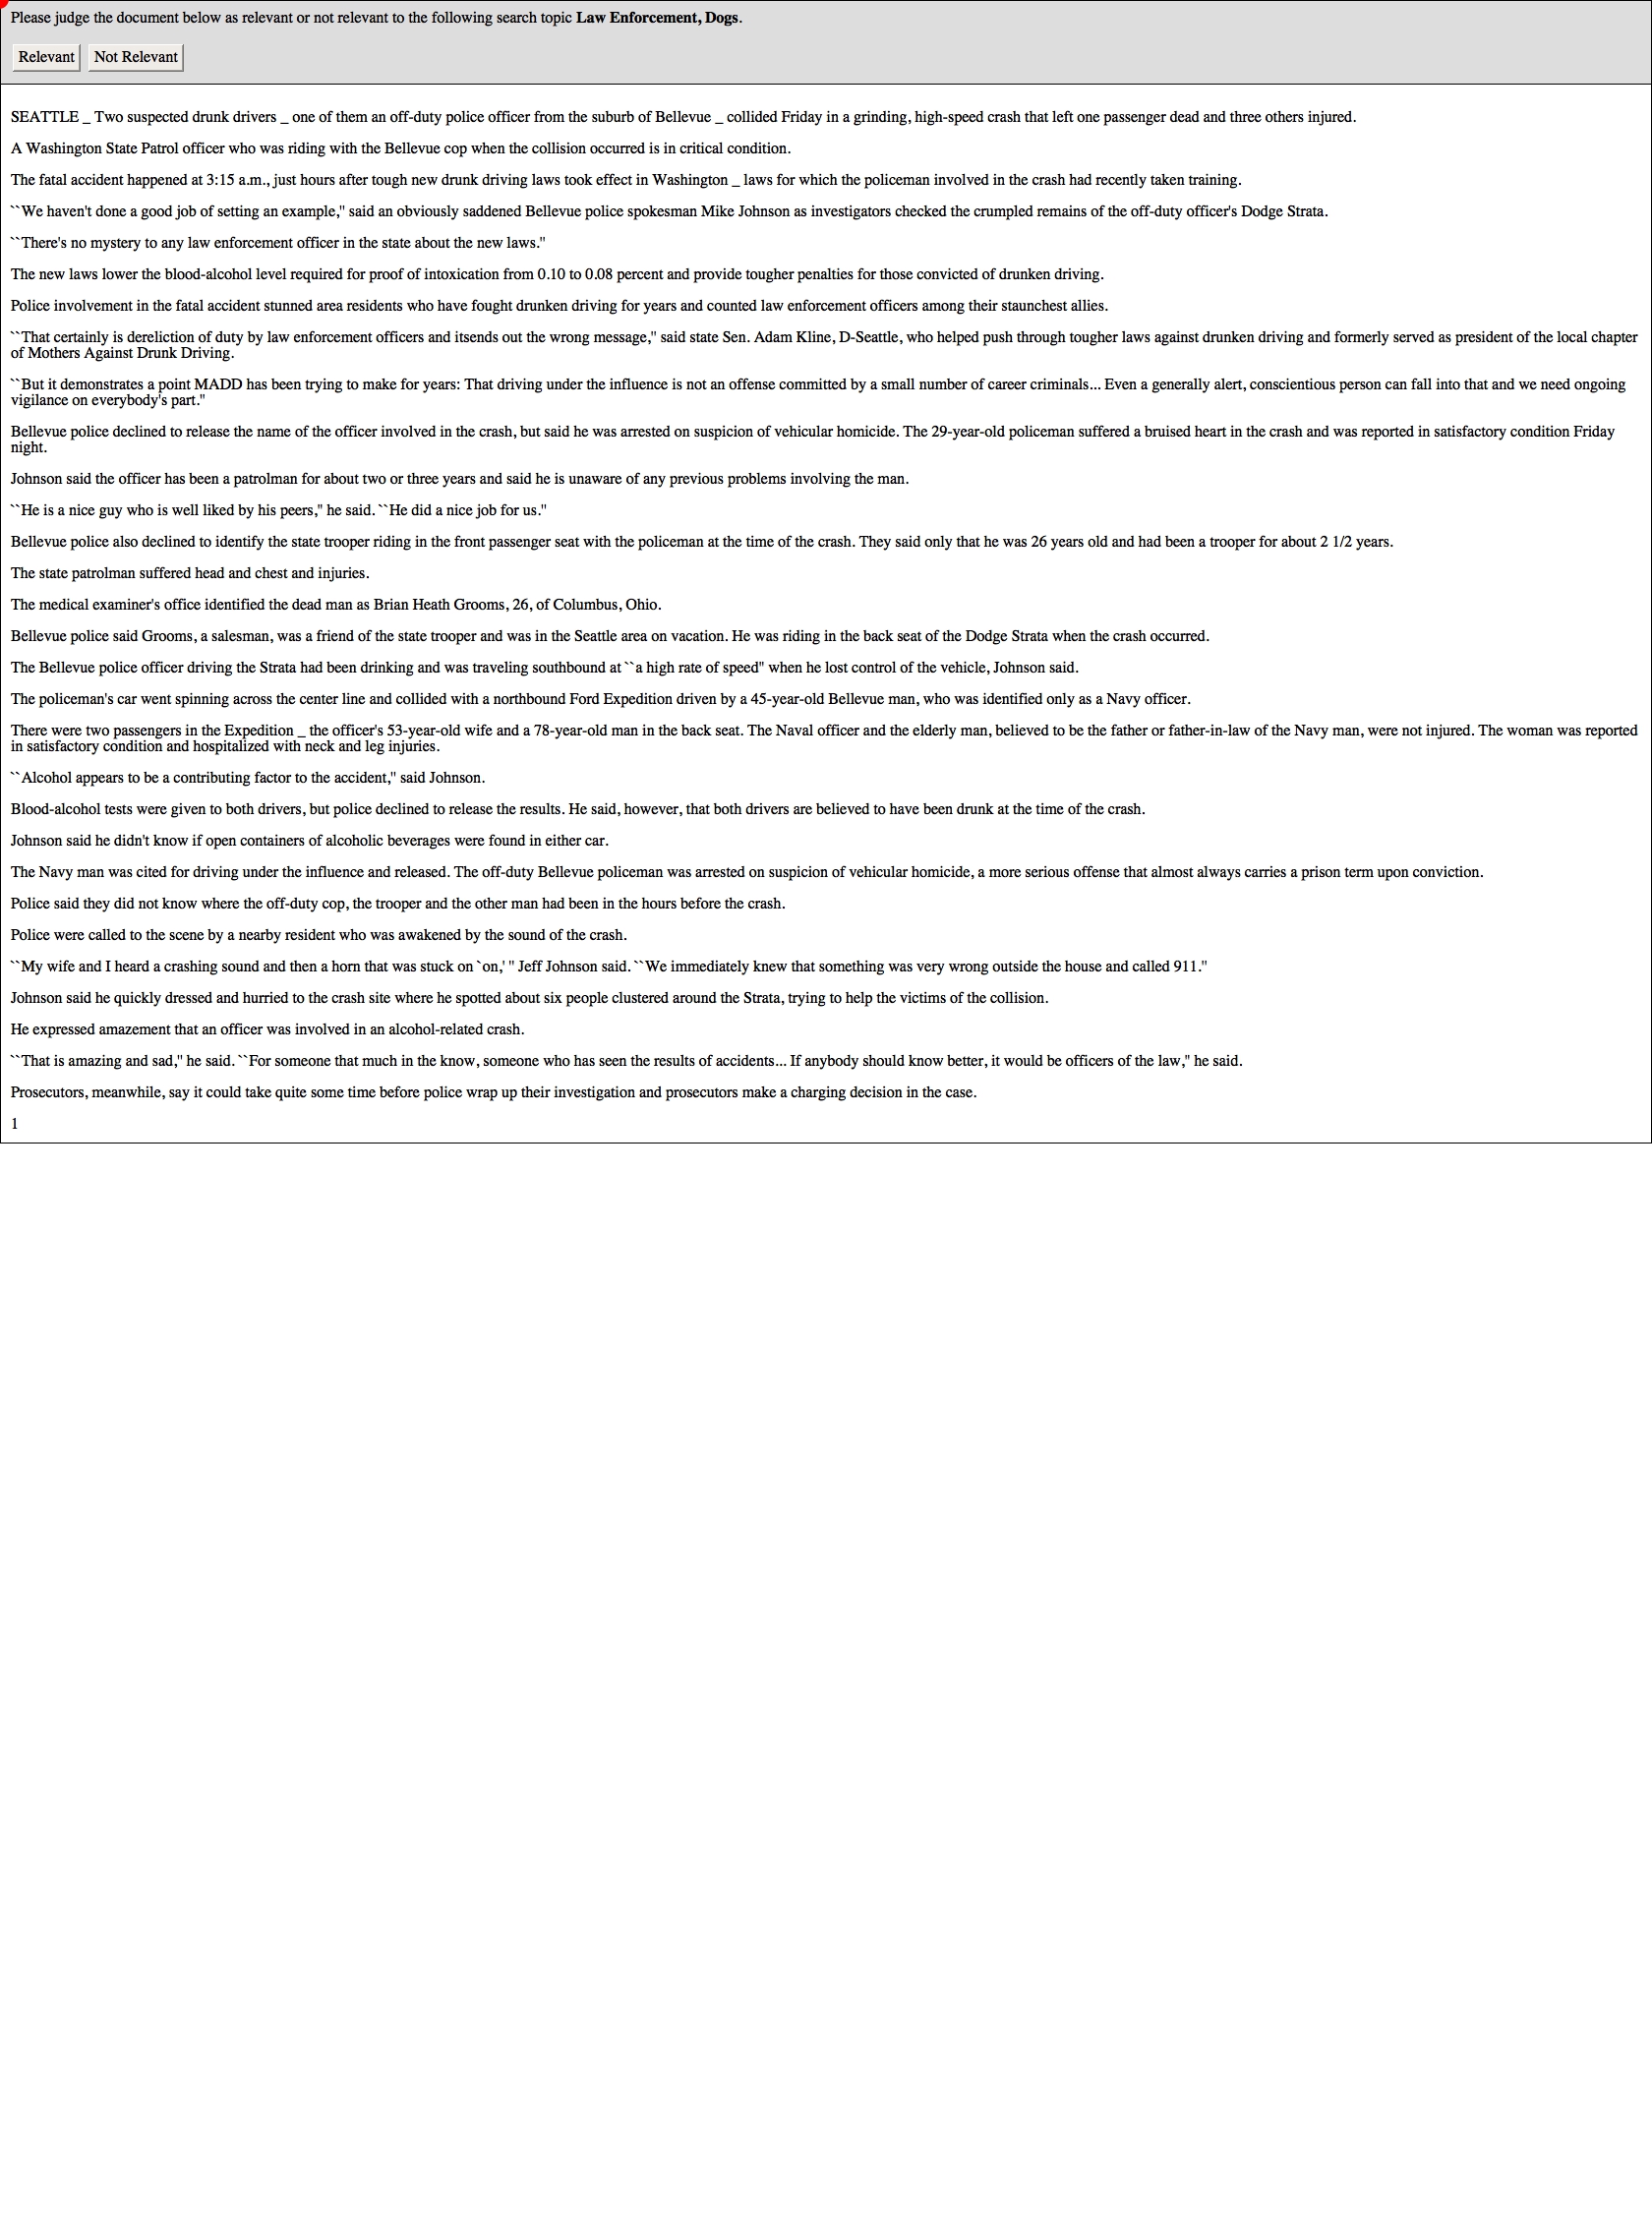 Please judge the document below as relevant or not relevant to the following search topic Law Enforcement, Dogs.
Relevant Not Relevant
SEATTLE _ Two suspected drunk drivers _ one of them an off-duty police officer from the suburb of Bellevue _ collided Friday in a grinding, high-speed crash that left one passenger dead and three others injured.
A Washington State Patrol officer who was riding with the Bellevue cop when the collision occurred is in critical condition.
The fatal accident happened at 3:15 a.m., just hours after tough new drunk driving laws took effect in Washington _ laws for which the policeman involved in the crash had recently taken training.
``We haven't done a good job of setting an example,'' said an obviously saddened Bellevue police spokesman Mike Johnson as investigators checked the crumpled remains of the off-duty officer's Dodge Strata.
``There's no mystery to any law enforcement officer in the state about the new laws.''
The new laws lower the blood-alcohol level required for proof of intoxication from 0.10 to 0.08 percent and provide tougher penalties for those convicted of drunken driving.
Police involvement in the fatal accident stunned area residents who have fought drunken driving for years and counted law enforcement officers among their staunchest allies.
``That certainly is dereliction of duty by law enforcement officers and itsends out the wrong message,'' said state Sen. Adam Kline, D-Seattle, who helped push through tougher laws against drunken driving and formerly served as president of the local chapter
of Mothers Against Drunk Driving.
``But it demonstrates a point MADD has been trying to make for years: That driving under the influence is not an offense committed by a small number of career criminals... Even a generally alert, conscientious person can fall into that and we need ongoing
vigilance on everybody's part.''
Bellevue police declined to release the name of the officer involved in the crash, but said he was arrested on suspicion of vehicular homicide. The 29-year-old policeman suffered a bruised heart in the crash and was reported in satisfactory condition Friday
night.
Johnson said the officer has been a patrolman for about two or three years and said he is unaware of any previous problems involving the man.
``He is a nice guy who is well liked by his peers,'' he said. ``He did a nice job for us.''
Bellevue police also declined to identify the state trooper riding in the front passenger seat with the policeman at the time of the crash. They said only that he was 26 years old and had been a trooper for about 2 1/2 years.
The state patrolman suffered head and chest and injuries.
The medical examiner's office identified the dead man as Brian Heath Grooms, 26, of Columbus, Ohio.
Bellevue police said Grooms, a salesman, was a friend of the state trooper and was in the Seattle area on vacation. He was riding in the back seat of the Dodge Strata when the crash occurred.
The Bellevue police officer driving the Strata had been drinking and was traveling southbound at ``a high rate of speed'' when he lost control of the vehicle, Johnson said.
The policeman's car went spinning across the center line and collided with a northbound Ford Expedition driven by a 45-year-old Bellevue man, who was identified only as a Navy officer.
There were two passengers in the Expedition _ the officer's 53-year-old wife and a 78-year-old man in the back seat. The Naval officer and the elderly man, believed to be the father or father-in-law of the Navy man, were not injured. The woman was reported
in satisfactory condition and hospitalized with neck and leg injuries.
``Alcohol appears to be a contributing factor to the accident,'' said Johnson.
Blood-alcohol tests were given to both drivers, but police declined to release the results. He said, however, that both drivers are believed to have been drunk at the time of the crash.
Johnson said he didn't know if open containers of alcoholic beverages were found in either car.
The Navy man was cited for driving under the influence and released. The off-duty Bellevue policeman was arrested on suspicion of vehicular homicide, a more serious offense that almost always carries a prison term upon conviction.
Police said they did not know where the off-duty cop, the trooper and the other man had been in the hours before the crash.
Police were called to the scene by a nearby resident who was awakened by the sound of the crash.
``My wife and I heard a crashing sound and then a horn that was stuck on `on,' '' Jeff Johnson said. ``We immediately knew that something was very wrong outside the house and called 911.''
Johnson said he quickly dressed and hurried to the crash site where he spotted about six people clustered around the Strata, trying to help the victims of the collision.
He expressed amazement that an officer was involved in an alcohol-related crash.
``That is amazing and sad,'' he said. ``For someone that much in the know, someone who has seen the results of accidents... If anybody should know better, it would be officers of the law,'' he said.
Prosecutors, meanwhile, say it could take quite some time before police wrap up their investigation and prosecutors make a charging decision in the case.
1